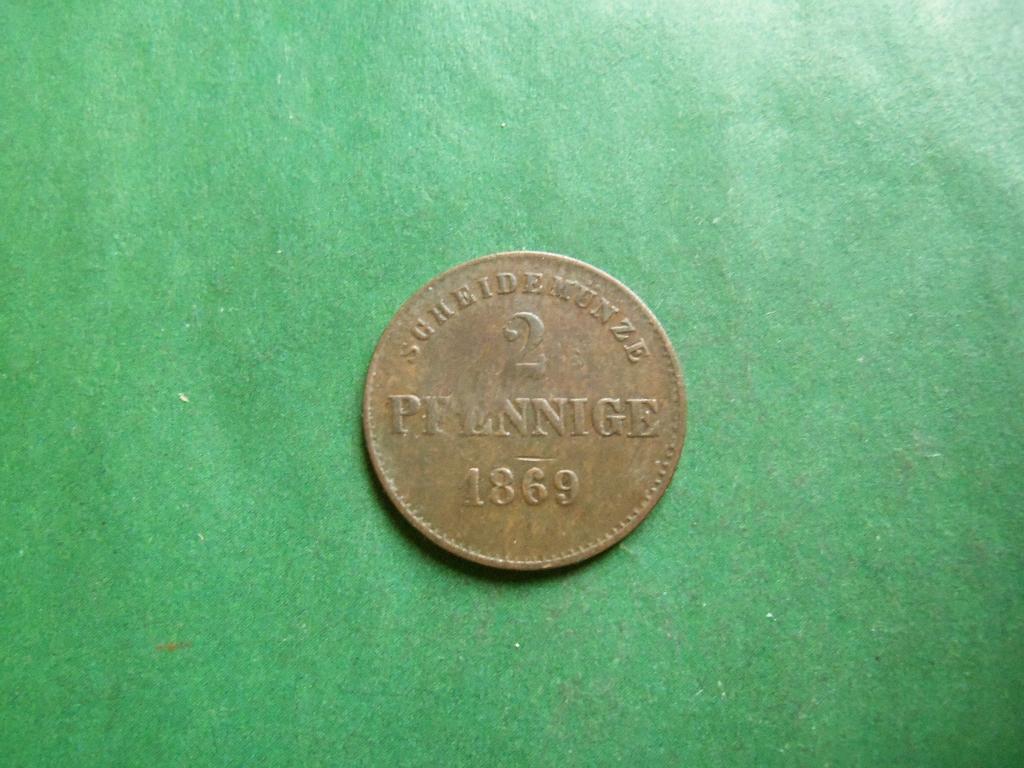 SCHEIDEMÜNZE
2
PFENNIGE
1869